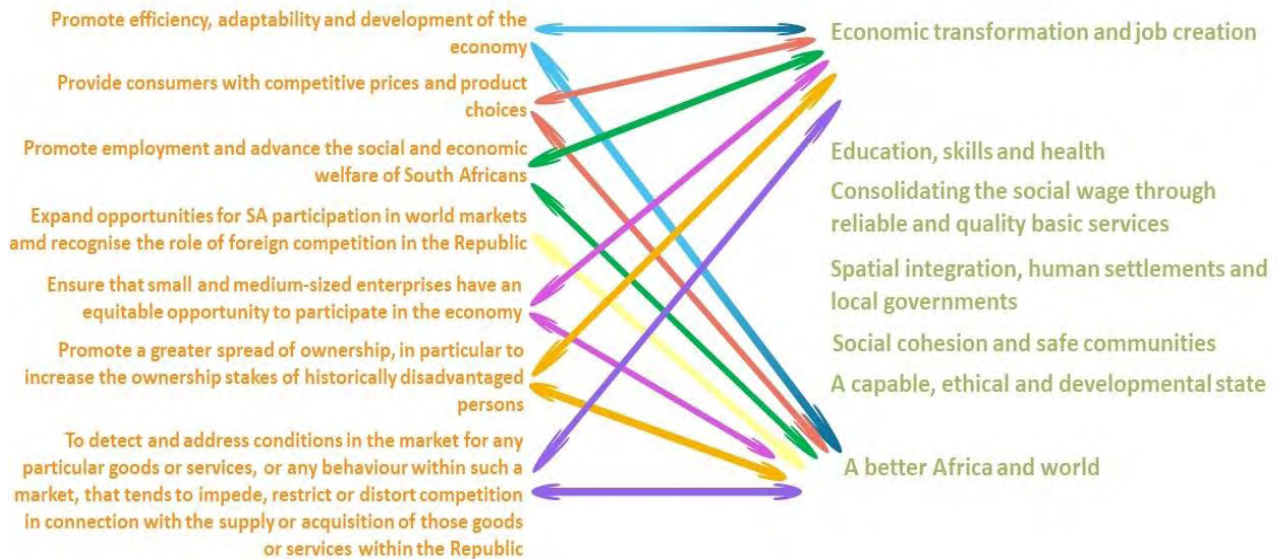 Promote efficiency, adaptability and development of the
economy
Provide consumers with competitive prices and product
choices
Promote employment and advance the social and economic
welfare of South Africans
Expand opportunities for SA participation in world markets
amd recognise the role of foreign competition in the Republic
Ensure that small and medium-sized enterprises have an
equitable opportunity to participate in the economy
Promote a greater spread of ownership, in particular to
increase the ownership stakes of historically disadvantaged
persons
To detect and address conditions in the market for any
particular goods or services, or any behaviour within such a
market, that tends to impede, restrict or distort competition
in connection with the supply or acquisition of those goods
or services within the Republic
Economic transformation and job creation
Education, skills and health
Consolidating the social wage through
reliable and quality basic services
Spatial integration, human settlements and
local governments
Social cohesion and safe communities
A capable, ethical and developmental state
A better Africa and world